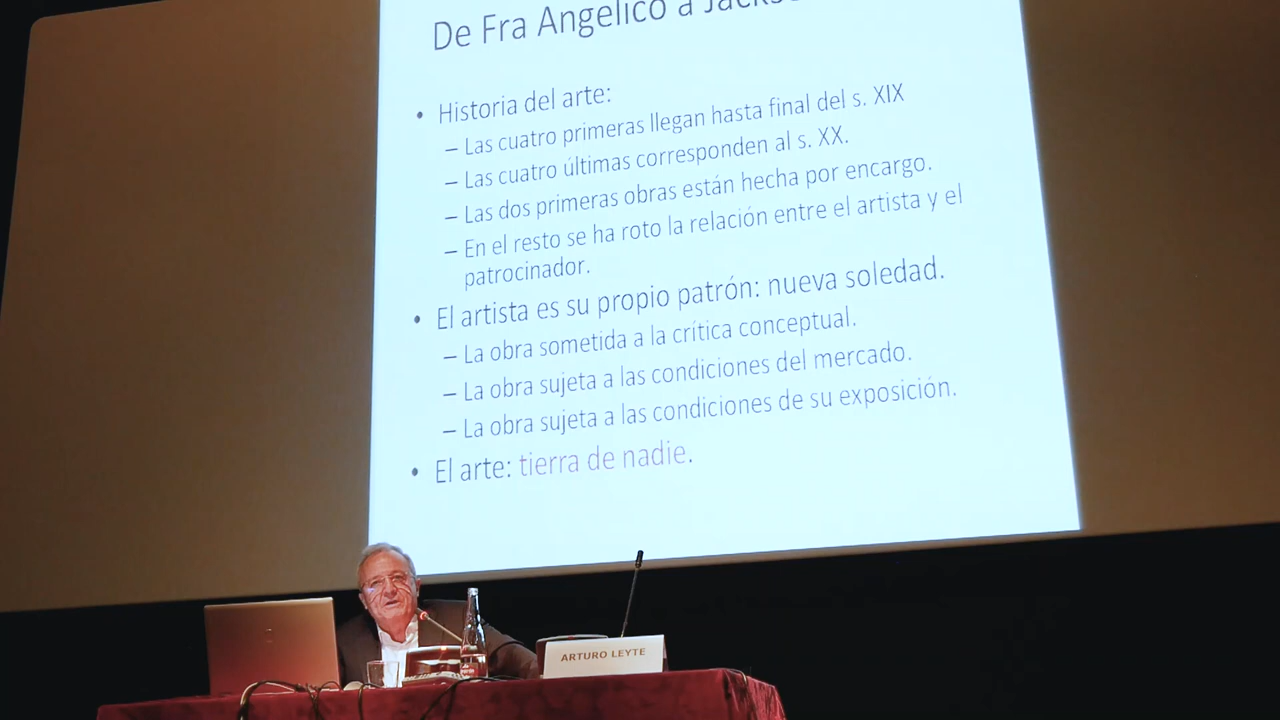 De Fra Angelico a
• Historia del arte:
– Las cuatro primeras llegan hasta final del s. XIX
– Las cuatro últimas corresponden al s. XX.
– Las dos primeras obras están hecha por encargo.
– En el resto se ha roto la relación entre el artista y el
patrocinador.
• El artista es su propio patrón: nueva soledad.
– La obra sometida a la crítica conceptual.
– La obra sujeta a las condiciones del mercado.
– La obra sujeta a las condiciones de su exposición.
• El arte: tierra de nadie.
ARTURO LEYTE